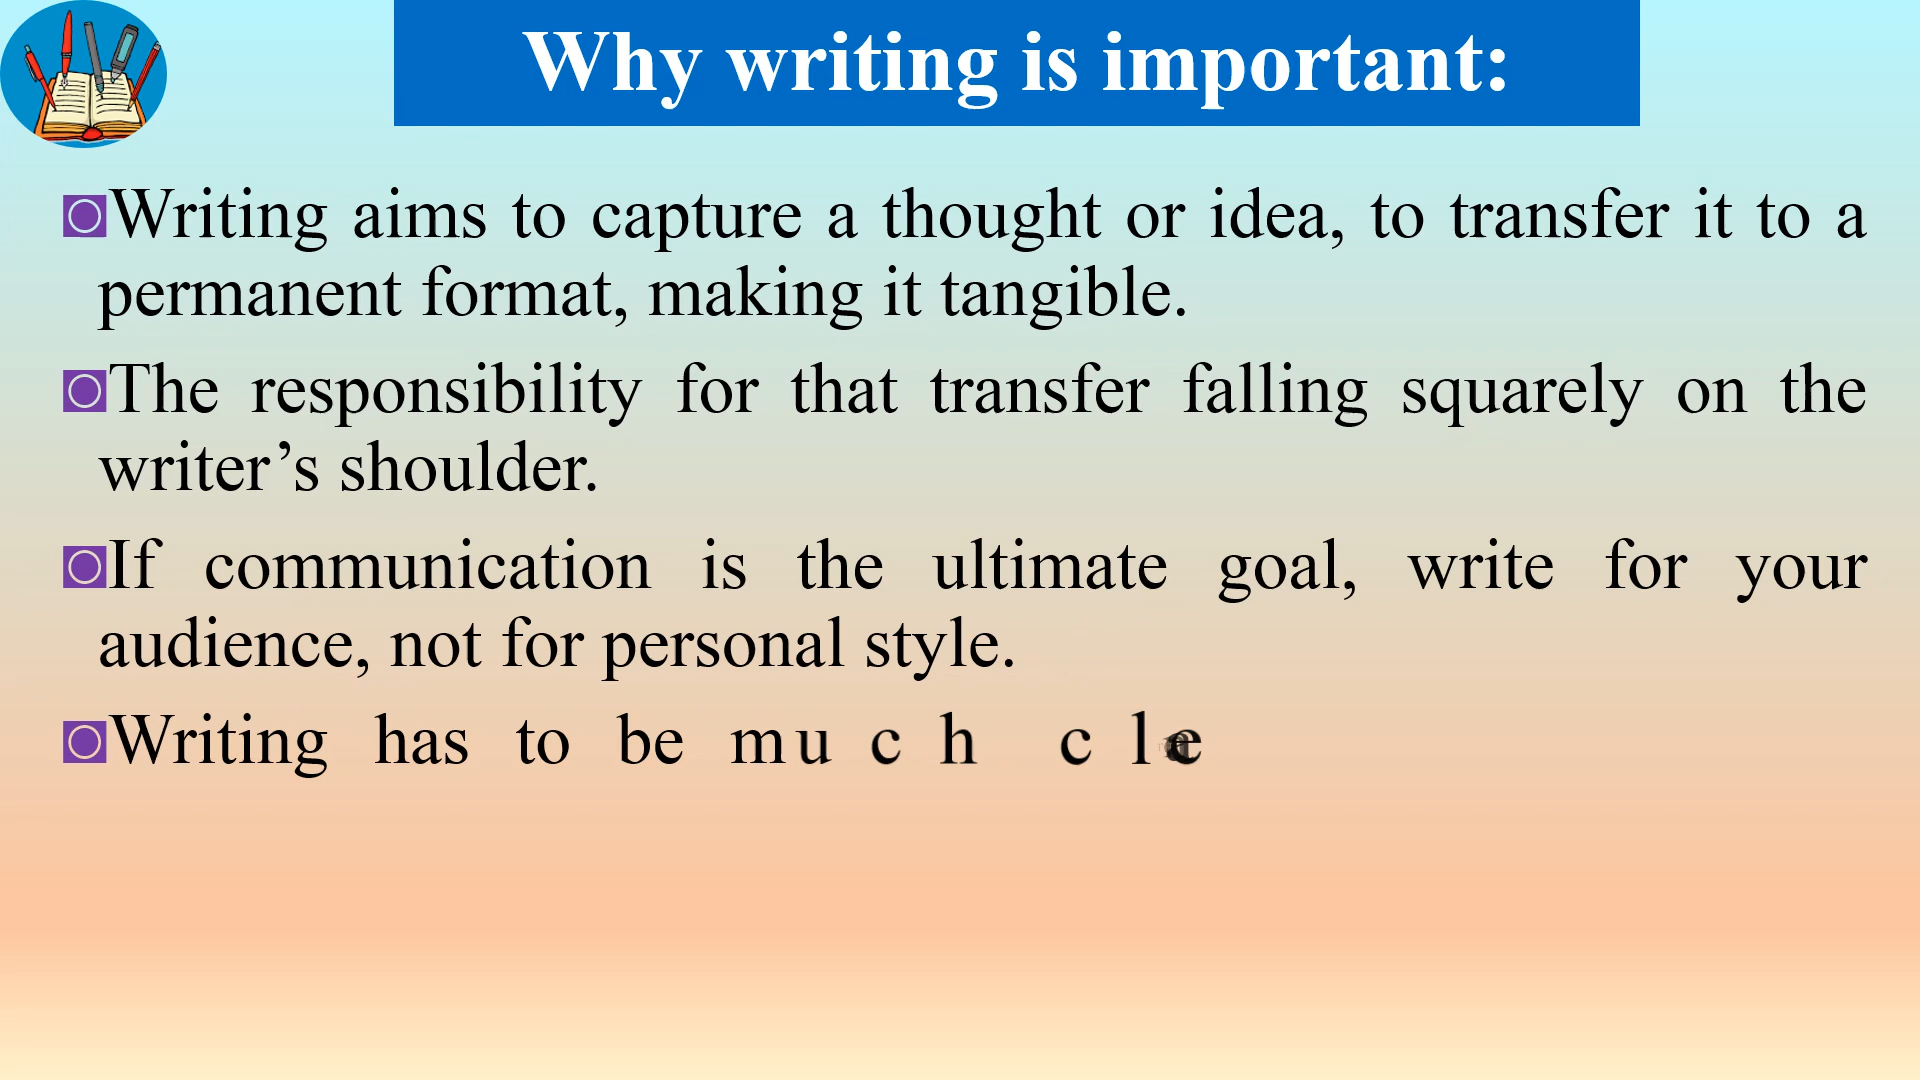 Why writing is important:
Writing aims to capture a thought or idea, to transfer it to a
permanent format, making it tangible.
The responsibility for that transfer falling squarely on the
writer’s shoulder.
If communication is the ultimate goal, write for your
audience, not for personal style.
Writing has to be much